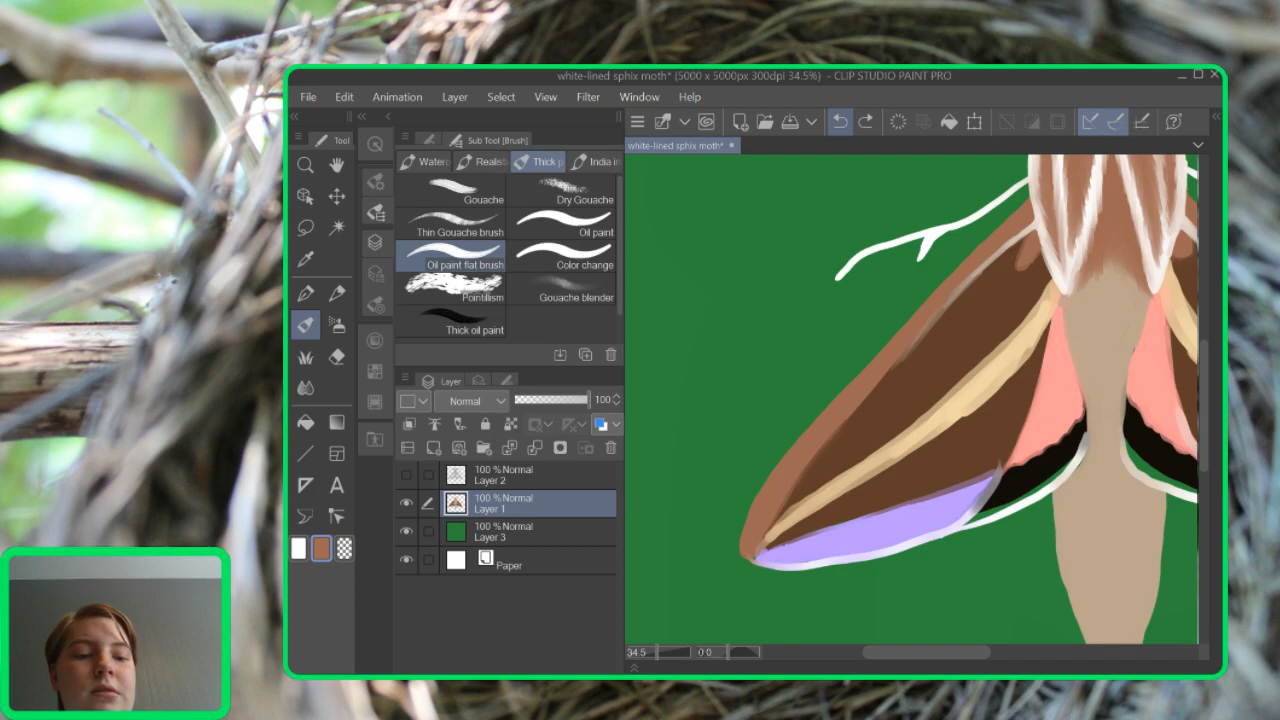 white-lined sphix moth* (5000 x 5000px 300dpi 34.5%) - CLIP STUDIO PAINT PRO
File Edit Animation Layer Select View Filter Window Help
Tool
Sub Tool [Brush]
Waterc Realis Thick p India in
Gouache Dry Gouache
Thin Gouache brush Oil paint
Oil paint flat brush Color change
Pointillism Gouache blender
Thick oil paint
Layer
Normal 100
100 % Normal
Layer 2
100 % Normal
Layer 1
100 % Normal
Layer 3
Paper
white-lined sphix moth*
34.5 0.0